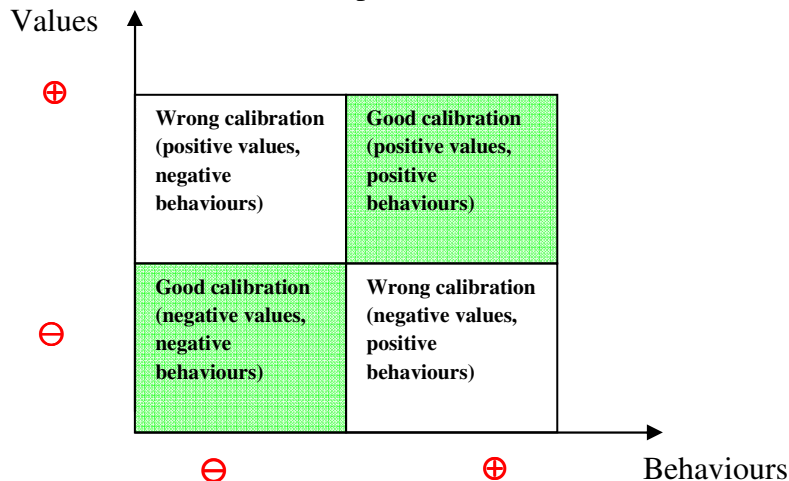 Values
⊕
Wrong calibration
(positive values,
negative
behaviours)
Good calibration
(positive values,
positive
behaviours)
Good calibration
(negative values,
negative
behaviours)
Wrong calibration
(negative values,
positive
behaviours)
⊖
⊖
⊕
Behaviours